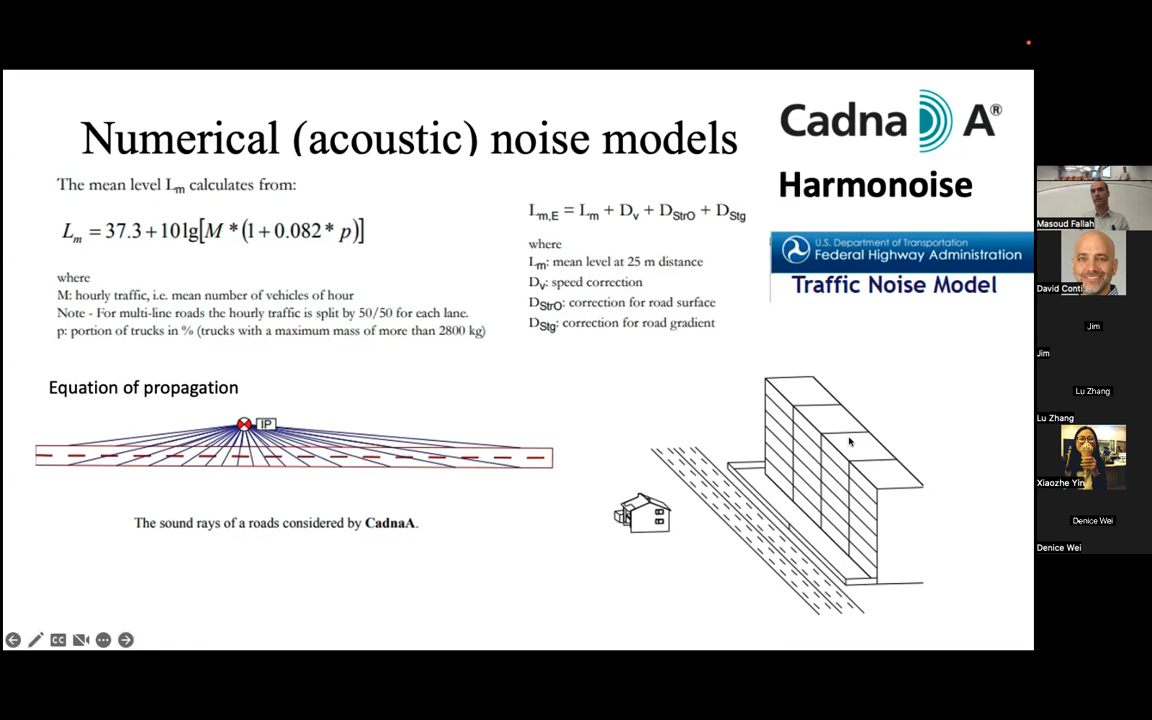 Numerical (acoustic) noise models
Cadna A®
Harmonoise
U.S. Department of Transportation
Federal Highway Administration
Traffic Noise Model
The mean level Lm calculates from:
Lm = 37.3 + 10lg[M * (1 + 0.082 * p)]
where
M: hourly traffic, i.e. mean number of vehicles of hour
Note - For multi-line roads the hourly traffic is split by 50/50 for each lane.
p: portion of trucks in % (trucks with a maximum mass of more than 2800 kg)
Lm,E = Lm + Dv + DStrO + DStg
where
Lm: mean level at 25 m distance
Dv: speed correction
DStrO: correction for road surface
DStg: correction for road gradient
Equation of propagation
IP
The sound rays of a roads considered by CadnaA.
CC
Masoud Fallah
David Conti
Jim
Jim
Lu Zhang
Lu Zhang
Xiaozhe Yin
Denice Wei
Denice Wei